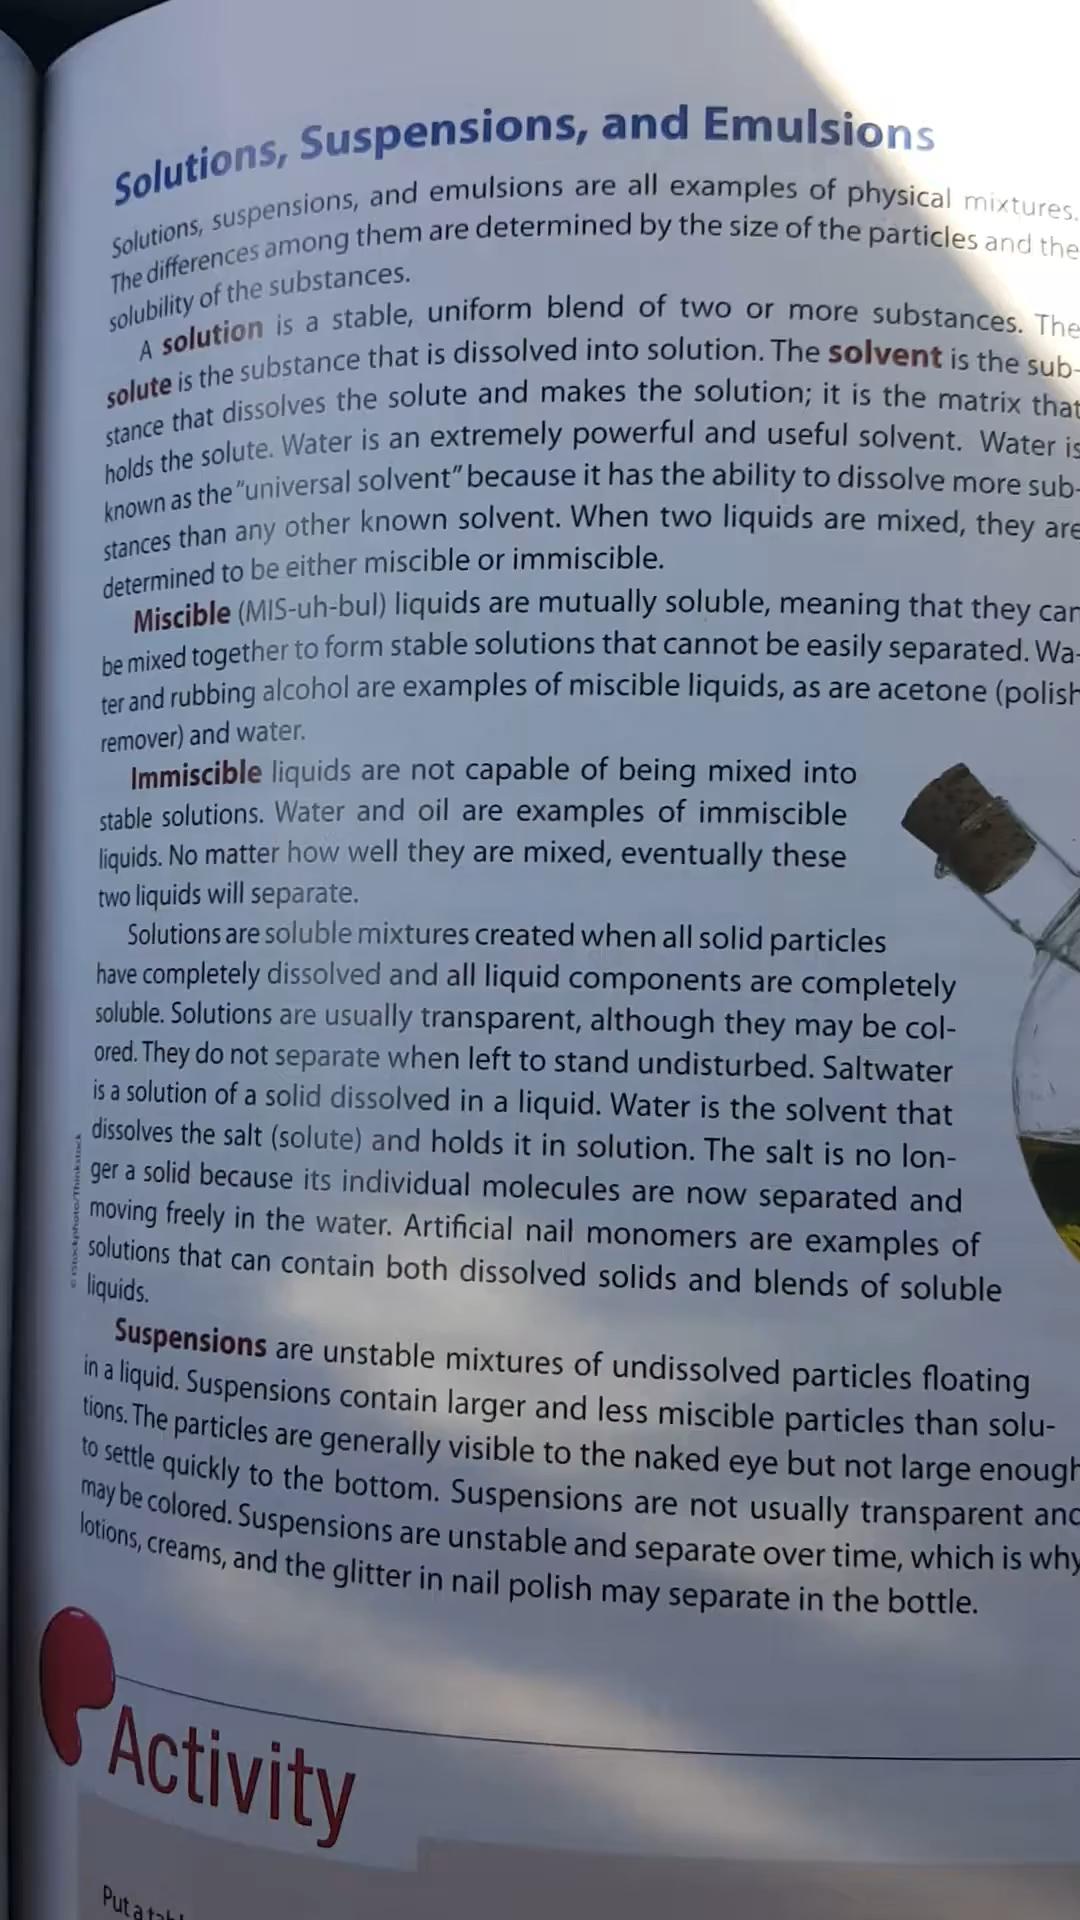 Solutions, Suspensions, and Emulsions
Solutions, suspensions, and emulsions are all examples of physical mixtures.
The differences among them are determined by the size of the particles and the
solubility of the substances.
A solution is a stable, uniform blend of two or more substances. The
solute is the substance that is dissolved into solution. The solvent is the sub-
stance that dissolves the solute and makes the solution; it is the matrix that
holds the solute. Water is an extremely powerful and useful solvent. Water is
known as the "universal solvent" because it has the ability to dissolve more sub-
stances than any other known solvent. When two liquids are mixed, they are
determined to be either miscible or immiscible.
Miscible (MIS-uh-bul) liquids are mutually soluble, meaning that they can
be mixed together to form stable solutions that cannot be easily separated. Wa-
ter and rubbing alcohol are examples of miscible liquids, as are acetone (polish
remover) and water.
Immiscible liquids are not capable of being mixed into
stable solutions. Water and oil are examples of immiscible
liquids. No matter how well they are mixed, eventually these
two liquids will separate.
Solutions are soluble mixtures created when all solid particles
have completely dissolved and all liquid components are completely
soluble. Solutions are usually transparent, although they may be col-
ored. They do not separate when left to stand undisturbed. Saltwater
is a solution of a solid dissolved in a liquid. Water is the solvent that
dissolves the salt (solute) and holds it in solution. The salt is no lon-
ger a solid because its individual molecules are now separated and
moving freely in the water. Artificial nail monomers are examples of
solutions that can contain both dissolved solids and blends of soluble
liquids.
© iStockphoto/Thinkstock
Suspensions are unstable mixtures of undissolved particles floating
in a liquid. Suspensions contain larger and less miscible particles than solu-
tions. The particles are generally visible to the naked eye but not large enough
to settle quickly to the bottom. Suspensions are not usually transparent and
may be colored. Suspensions are unstable and separate over time, which is why
lotions, creams, and the glitter in nail polish may separate in the bottle.
Activity
Put a